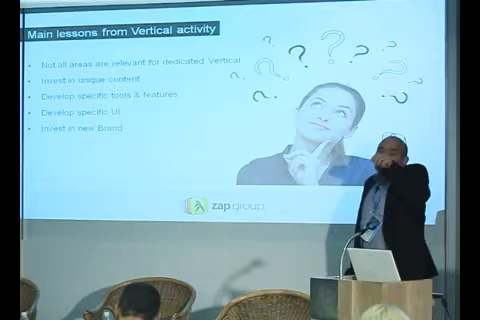 Main lessons from Vertical activity
• Not all areas are relevant for dedicated Vertical
• Invest in unique content
• Develop specific tools & features
• Develop specific UI
• Invest in new Brand
zap group